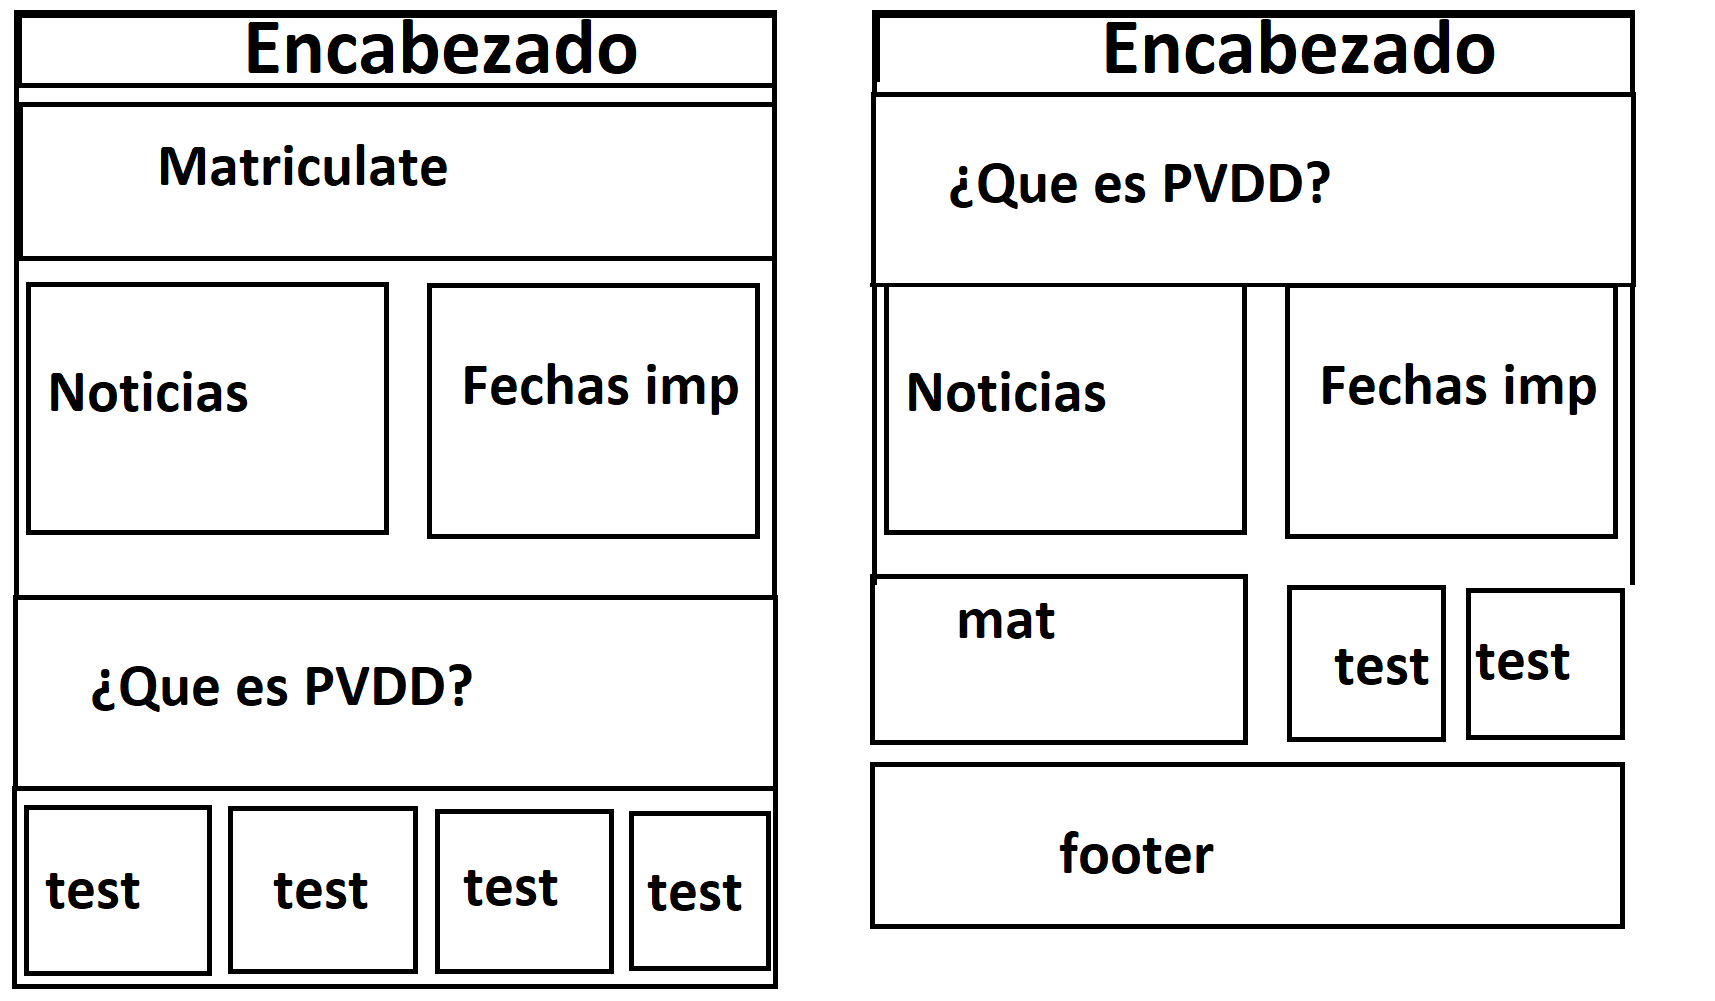 Encabezado
Matriculate
Noticias
Fechas imp
¿Que es PVDD?
test
test
test
test
Encabezado
¿Que es PVDD?
Noticias
Fechas imp
mat
test
test
footer